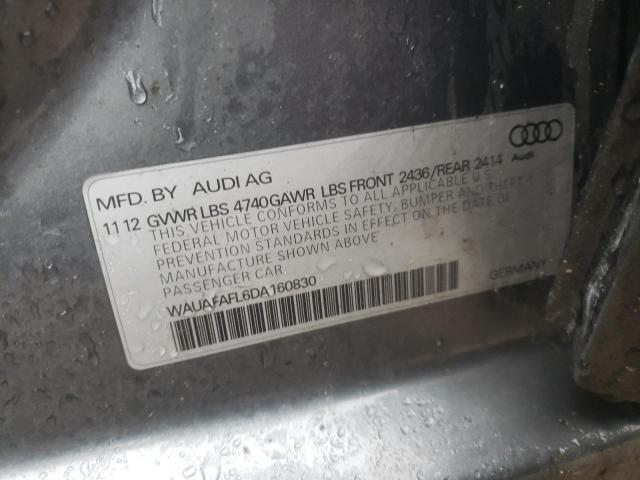 MFD. BY AUDI AG
Audi
11 12 GVWR LBS 4740 GAWR LBS FRONT 2436/REAR 2414
THIS VEHICLE CONFORMS TO ALL APPLICABLE U.S.
FEDERAL MOTOR VEHICLE SAFETY, BUMPER AND THEFT
PREVENTION STANDARDS IN EFFECT ON THE DATE OF
MANUFACTURE SHOWN ABOVE
PASSENGER CAR
WAUAFAFL6DA160830
GERMANY